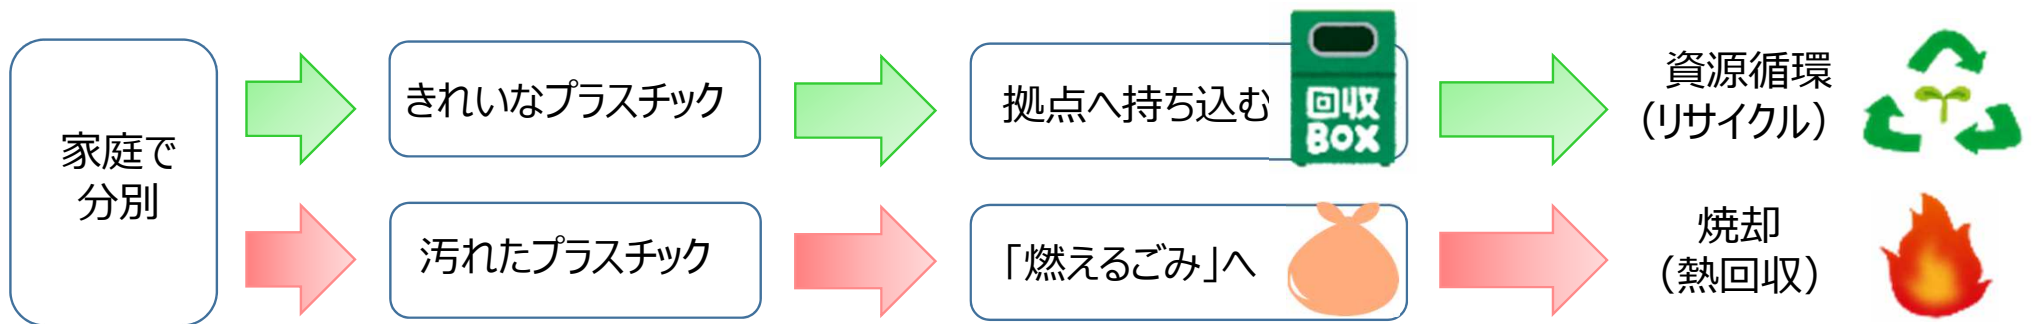 家庭で
分別
きれいなプラスチック
拠点へ持ち込む
回収
BOX
資源循環
（リサイクル）
汚れたプラスチック
「燃えるごみ」へ
焼却
（熱回収）